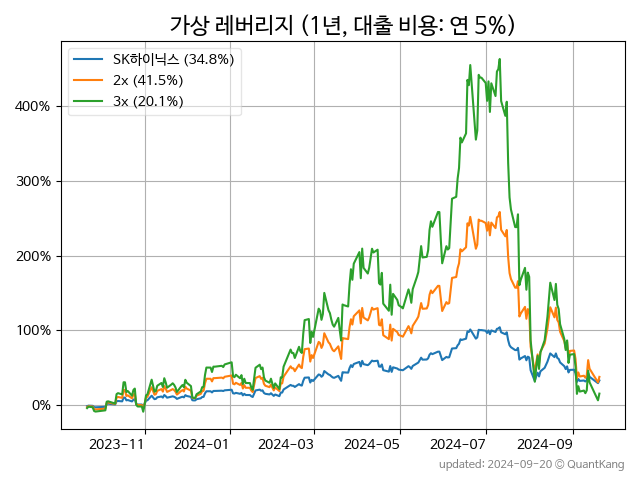 가상 레버리지 (1년, 대출 비용: 연 5%)
SK하이닉스 (34.8%)
2x (41.5%)
3x (20.1%)
400%
300%
200%
100%
0%
2023-11
2024-01
2024-03
2024-05
2024-07
2024-09
updated: 2024-09-20 @ QuantKang